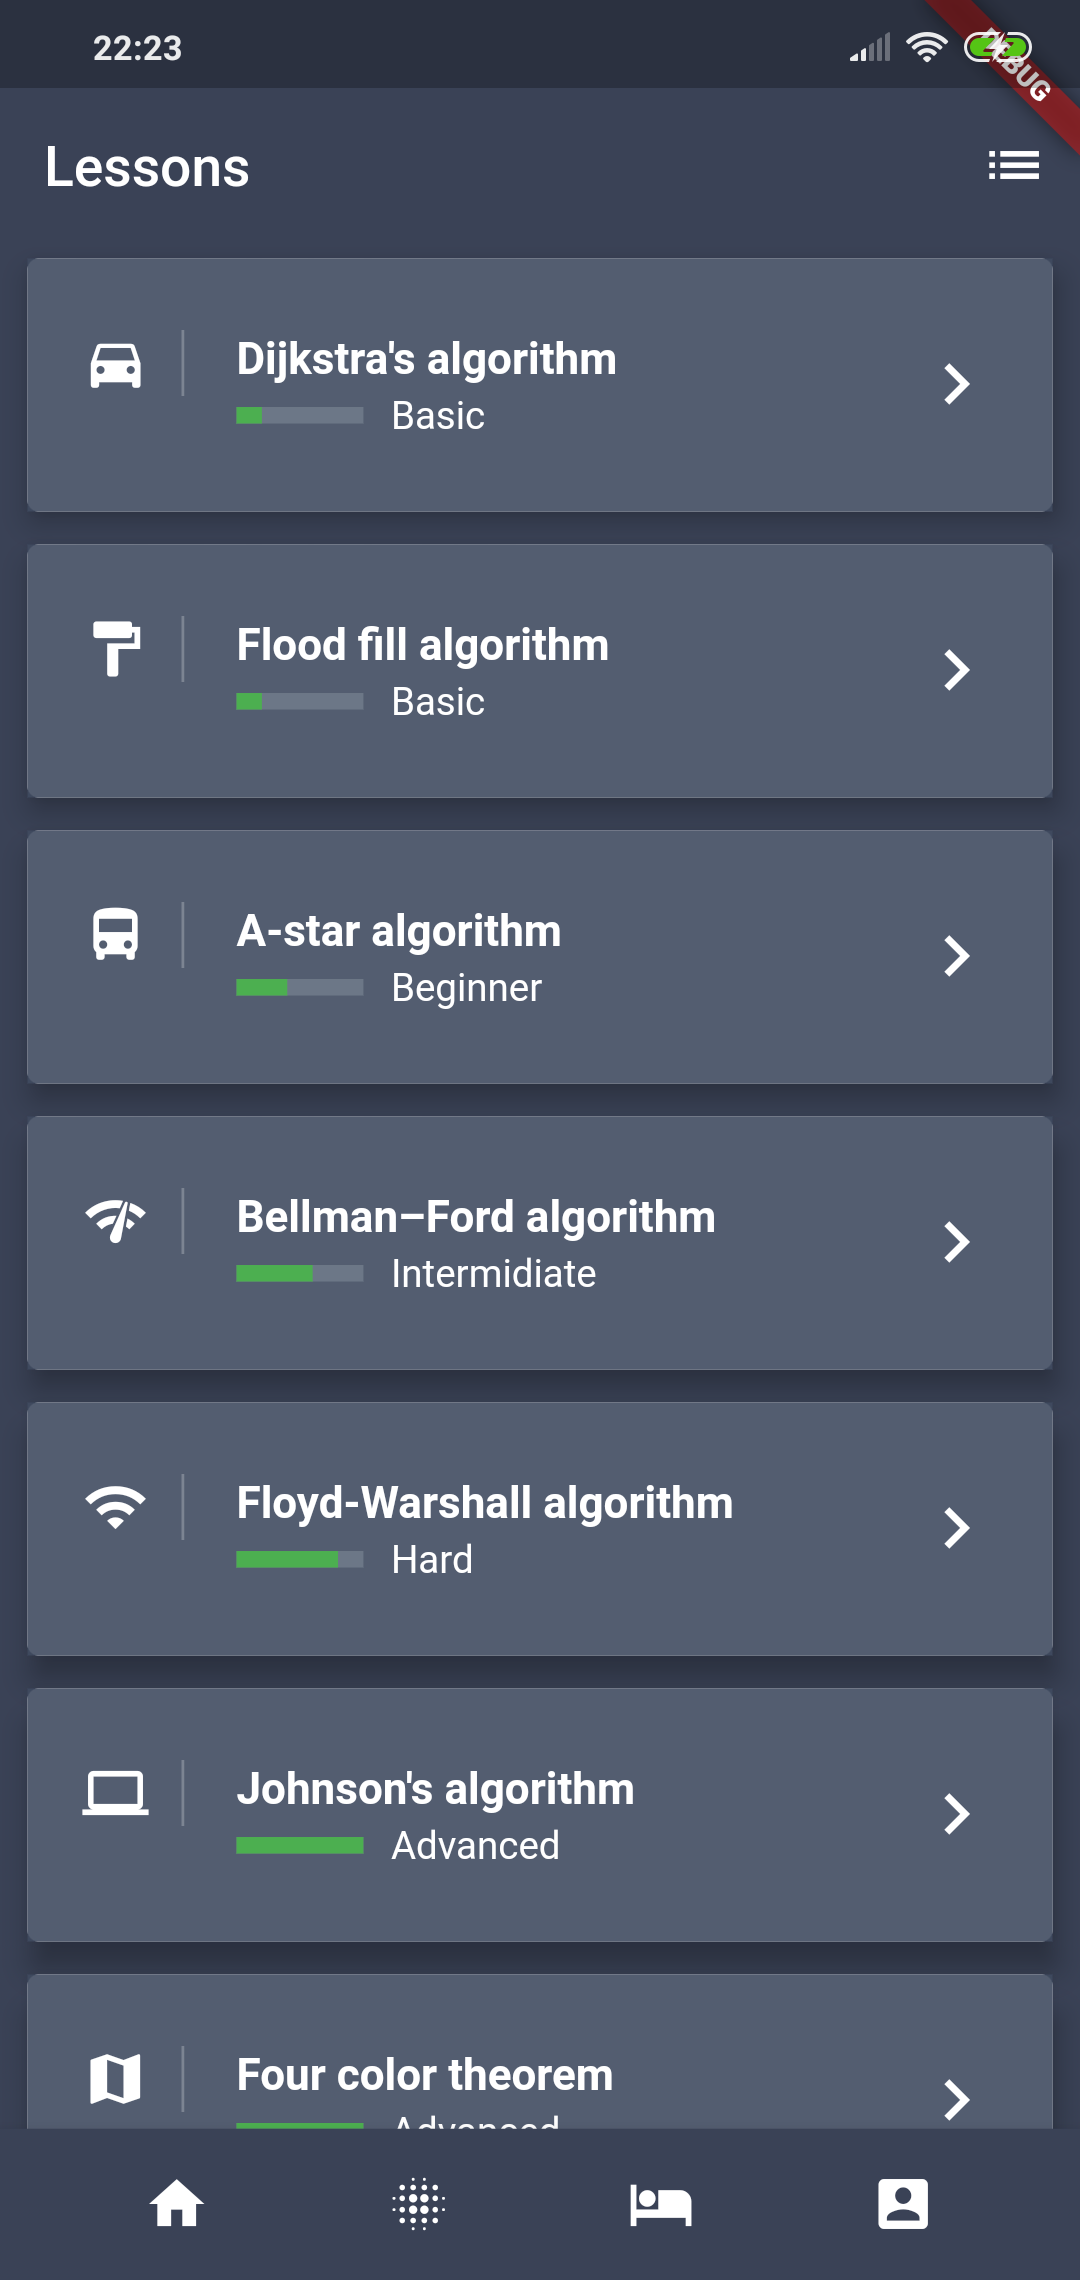 22:23
DEBUG
Lessons
Dijkstra's algorithm
Basic
Flood fill algorithm
Basic
A-star algorithm
Beginner
Bellman–Ford algorithm
Intermidiate
Floyd-Warshall algorithm
Hard
Johnson's algorithm
Advanced
Four color theorem
Advanced